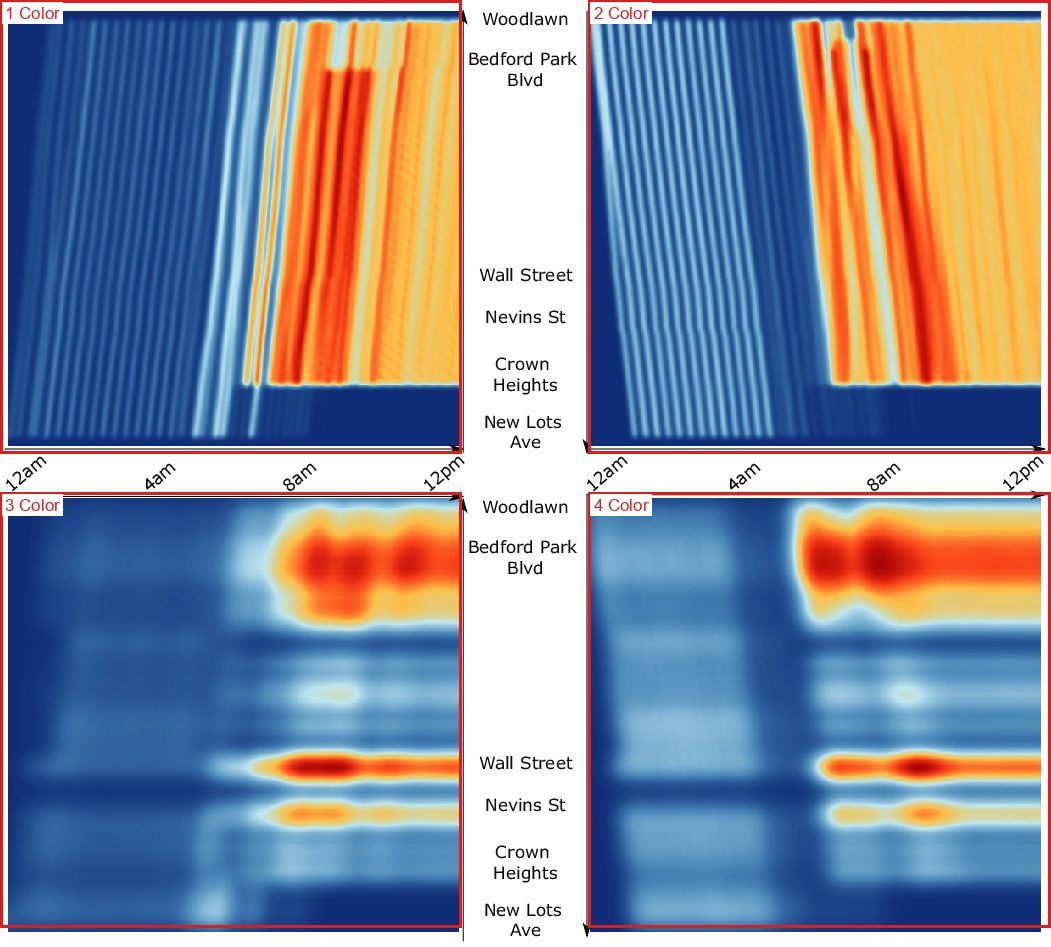 1 Color
2 Color
Woodlawn
Bedford Park
Blvd
Wall Street
Nevins St
Crown
Heights
New Lots
Ave
12am
4am
8am
12pm
12am
4am
8am
12pm
3 Color
4 Color
Woodlawn
Bedford Park
Blvd
Wall Street
Nevins St
Crown
Heights
New Lots
Ave